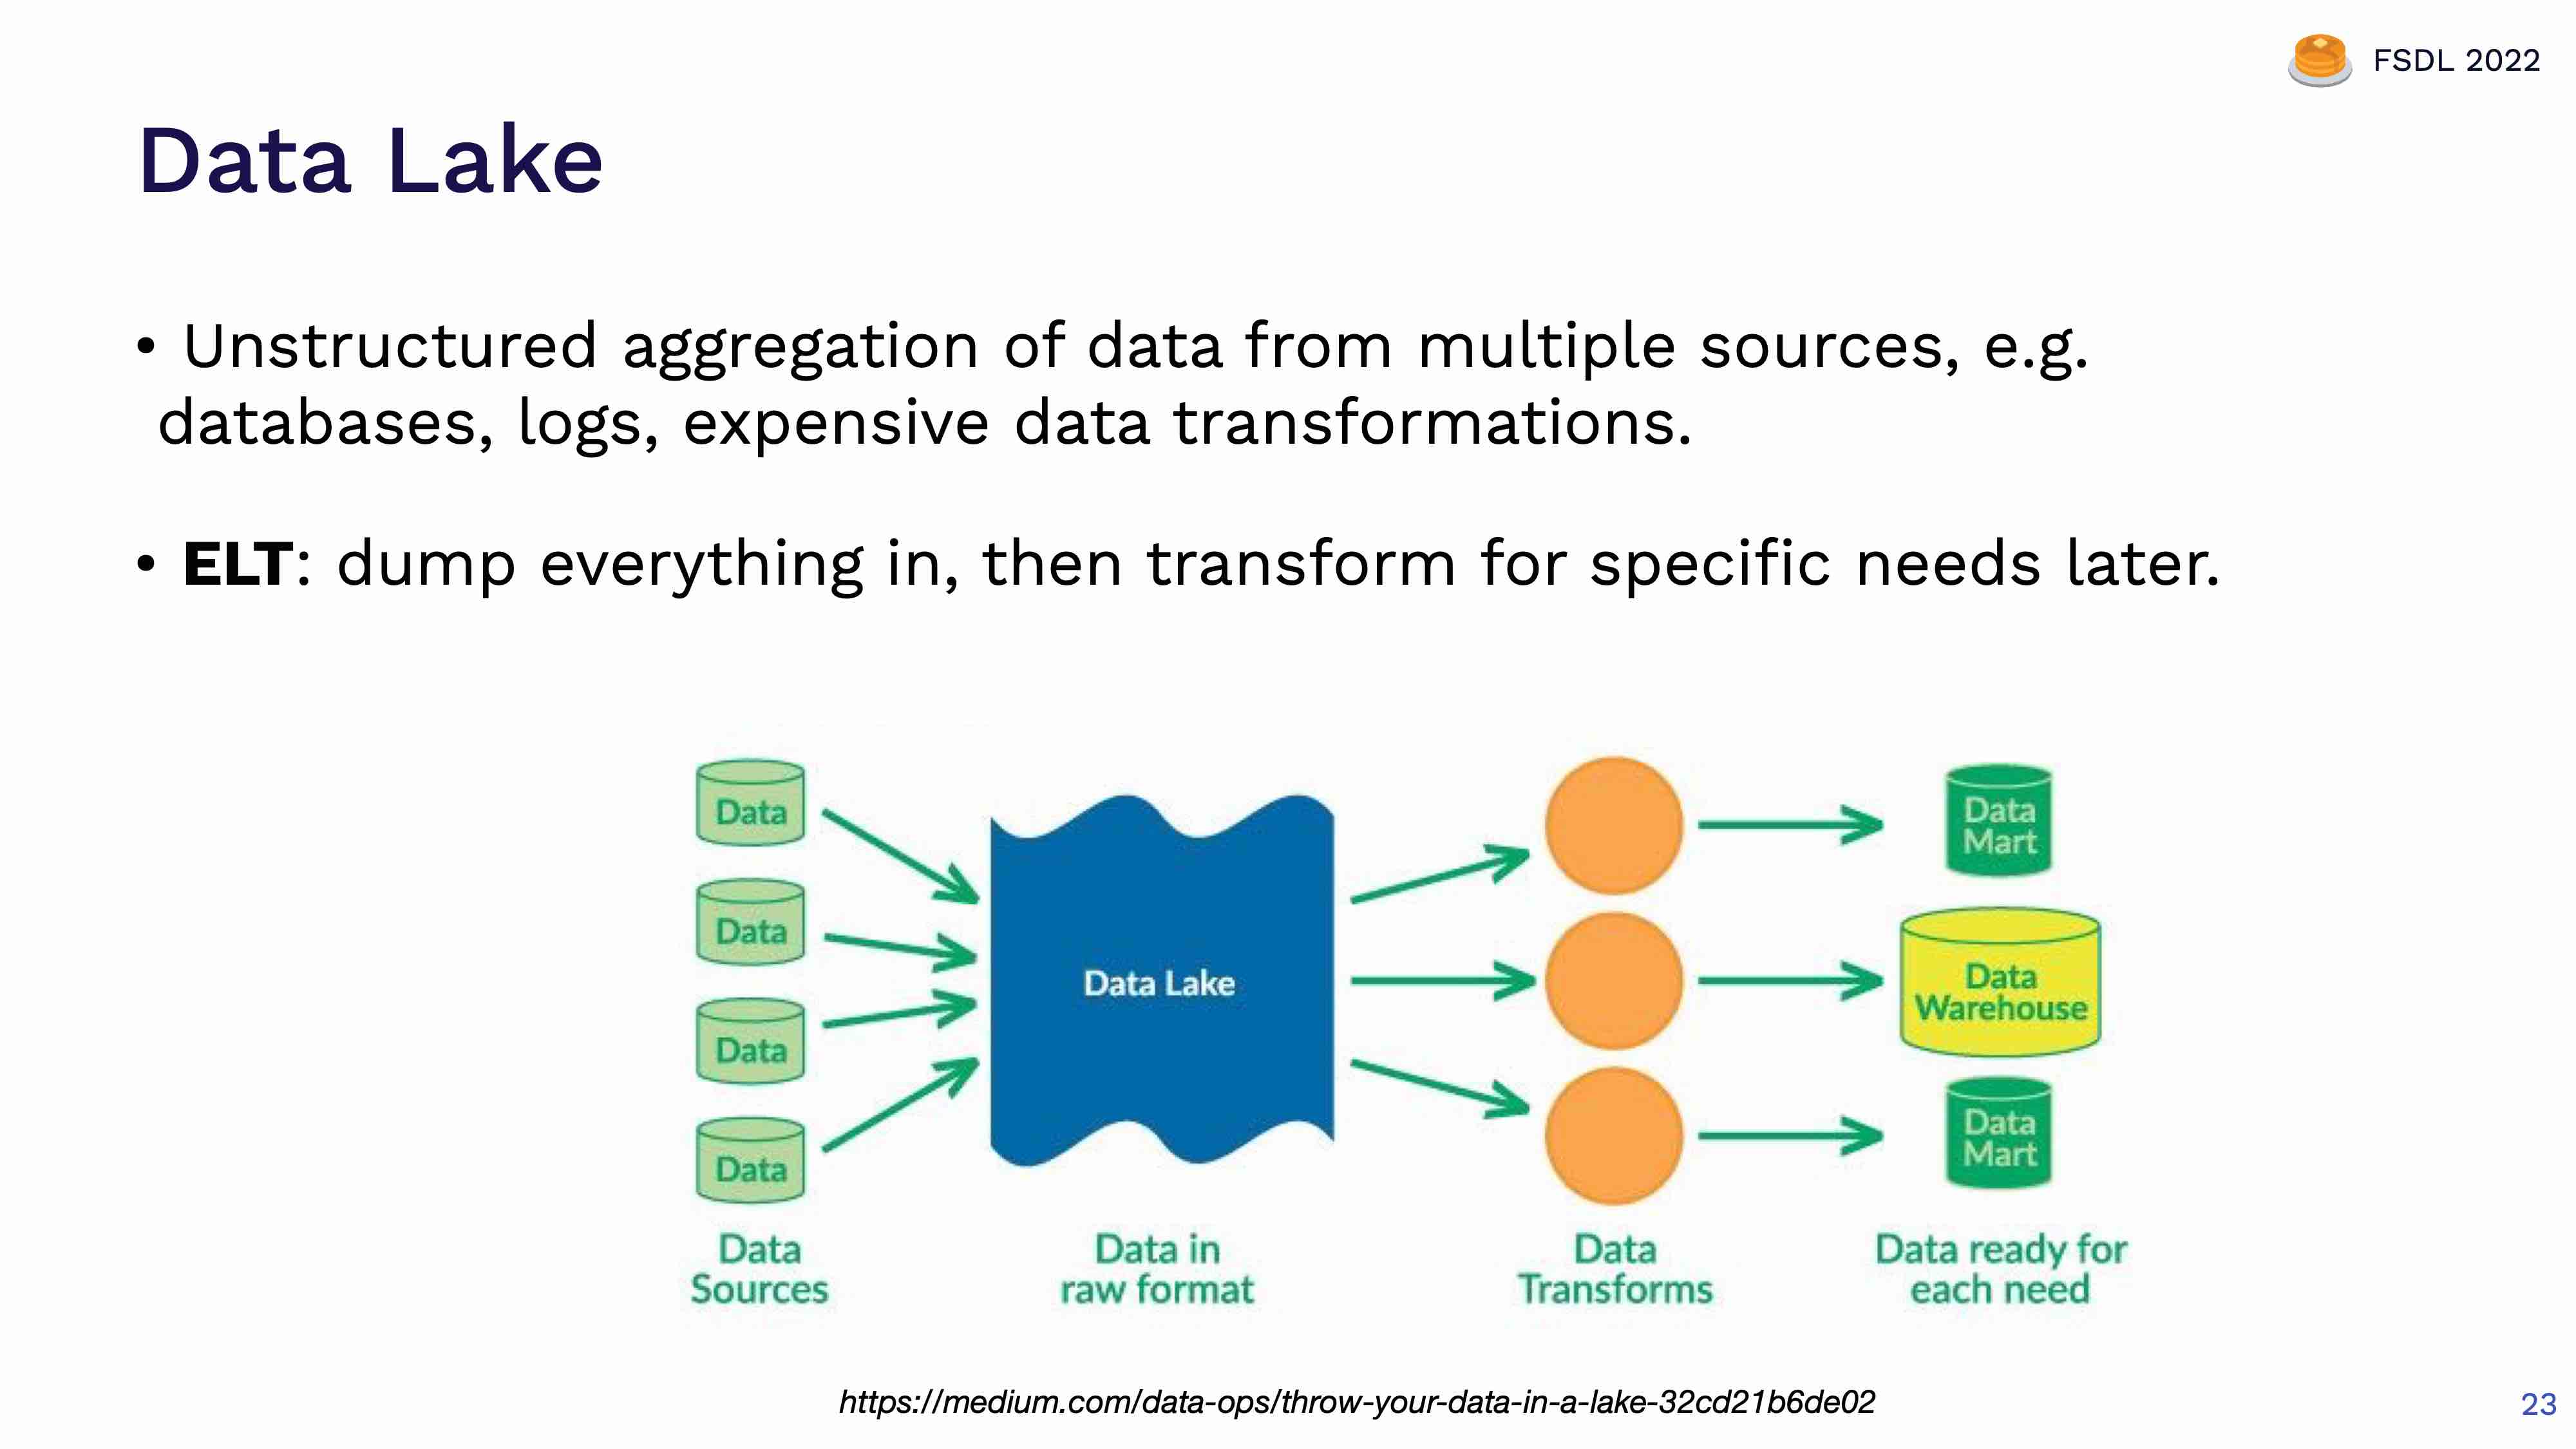 FSDL 2022
Data Lake
• Unstructured aggregation of data from multiple sources, e.g.
databases, logs, expensive data transformations.
• ELT: dump everything in, then transform for specific needs later.
Data
Data
Data
Data
Data Lake
Data
Mart
Data
Warehouse
Data
Mart
Data
Sources
Data in
raw format
Data
Transforms
Data ready for
each need
https://medium.com/data-ops/throw-your-data-in-a-lake-32cd21b6de02
23